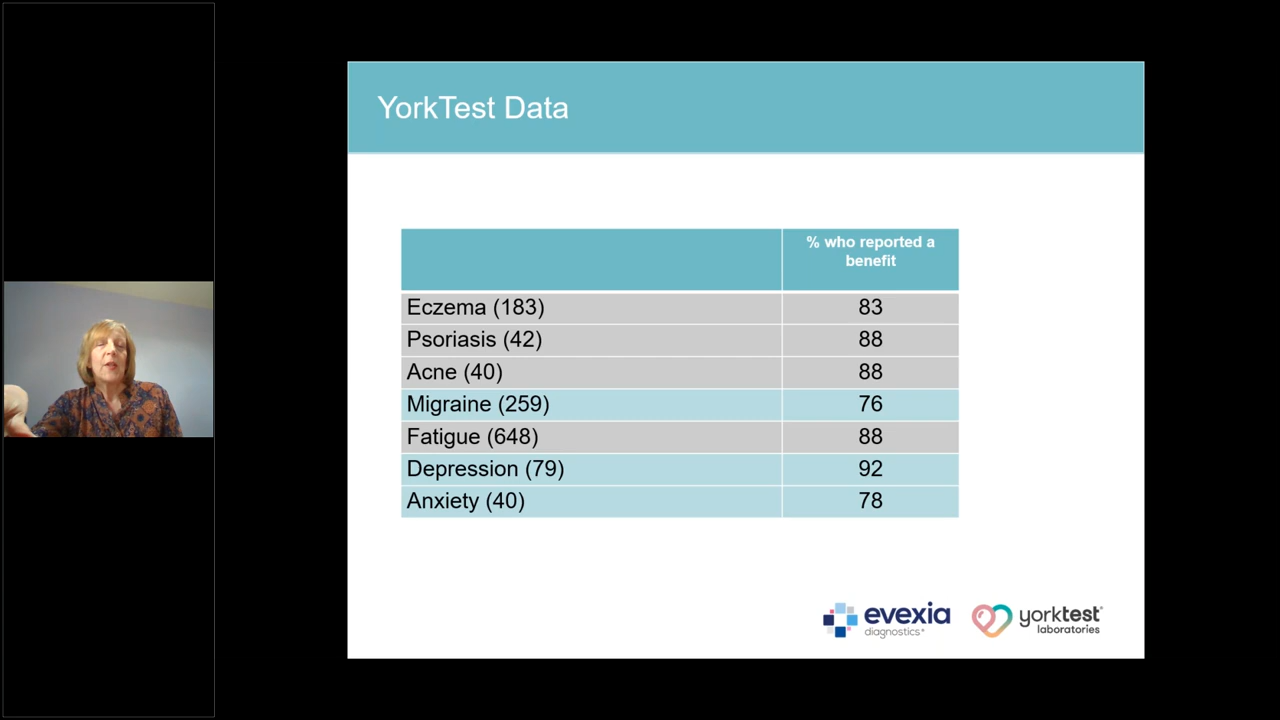 YorkTest Data
% who reported a
benefit
Eczema (183) 83
Psoriasis (42) 88
Acne (40) 88
Migraine (259) 76
Fatigue (648) 88
Depression (79) 92
Anxiety (40) 78
evexia
diagnostics
yorktest
laboratories